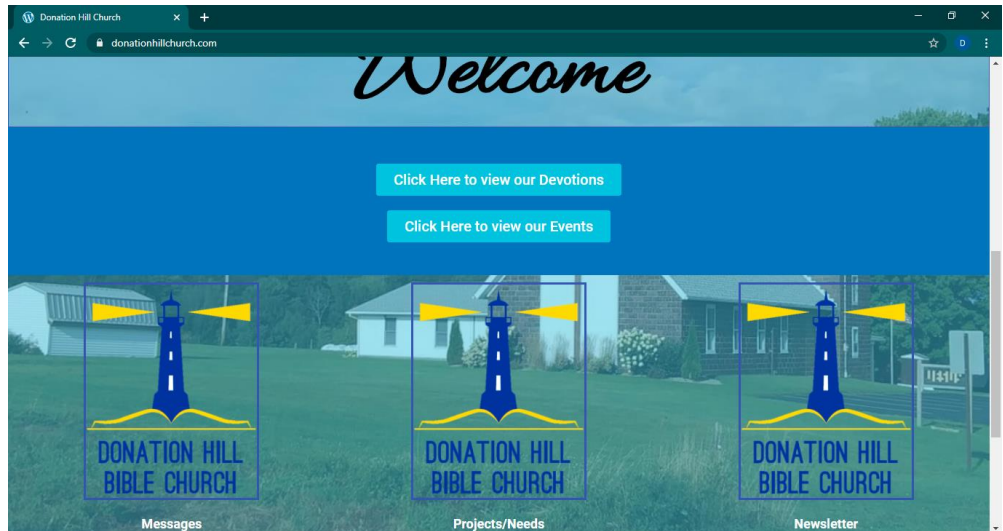 Donation Hill Church
donationhillchurch.com
D
Welcome
Click Here to view our Devotions
Click Here to view our Events
JESUS
DONATION HILL
BIBLE CHURCH
DONATION HILL
BIBLE CHURCH
DONATION HILL
BIBLE CHURCH
Messages
Projects/Needs
Newsletter